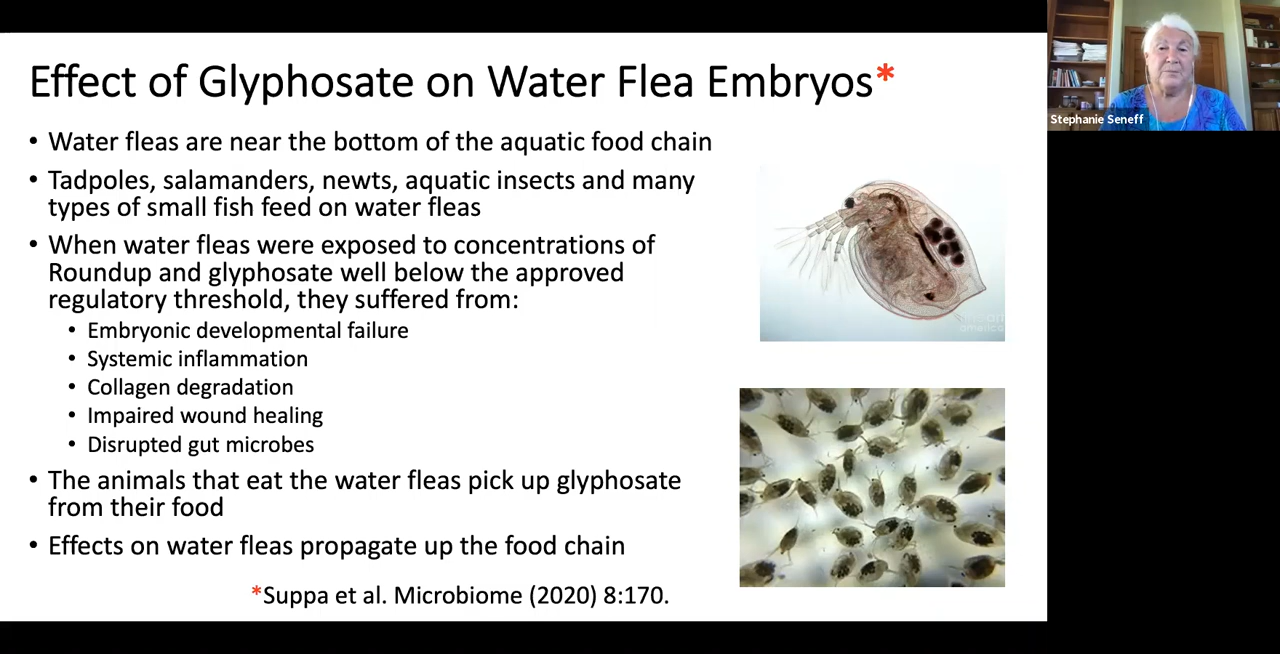 Effect of Glyphosate on Water Flea Embryos*
Stephanie Seneff
• Water fleas are near the bottom of the aquatic food chain
• Tadpoles, salamanders, newts, aquatic insects and many
types of small fish feed on water fleas
• When water fleas were exposed to concentrations of
Roundup and glyphosate well below the approved
regulatory threshold, they suffered from:
• Embryonic developmental failure
• Systemic inflammation
• Collagen degradation
• Impaired wound healing
• Disrupted gut microbes
• The animals that eat the water fleas pick up glyphosate
from their food
• Effects on water fleas propagate up the food chain
*Suppa et al. Microbiome (2020) 8:170.
america